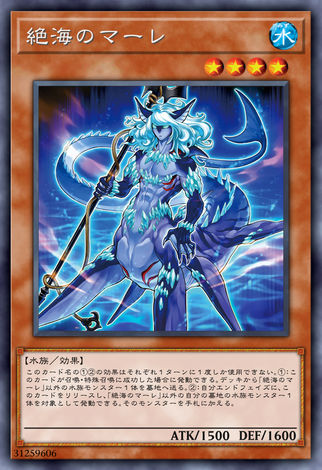 絶海のマーレ
水
【水族/効果】
このカード名の①②の効果はそれぞれ1ターンに1度しか使用できない。①:こ
のカードが召喚・特殊召喚に成功した場合に発動できる。デッキから「絶海のマー
レ」以外の水族モンスター1体を墓地へ送る。②:自分エンドフェイズに、こ
のカードをリリースし、「絶海のマーレ」以外の自分の墓地の水族モンスター1
体を対象として発動できる。そのモンスターを手札に加える。
ATK/1500 DEF/1600
31259606